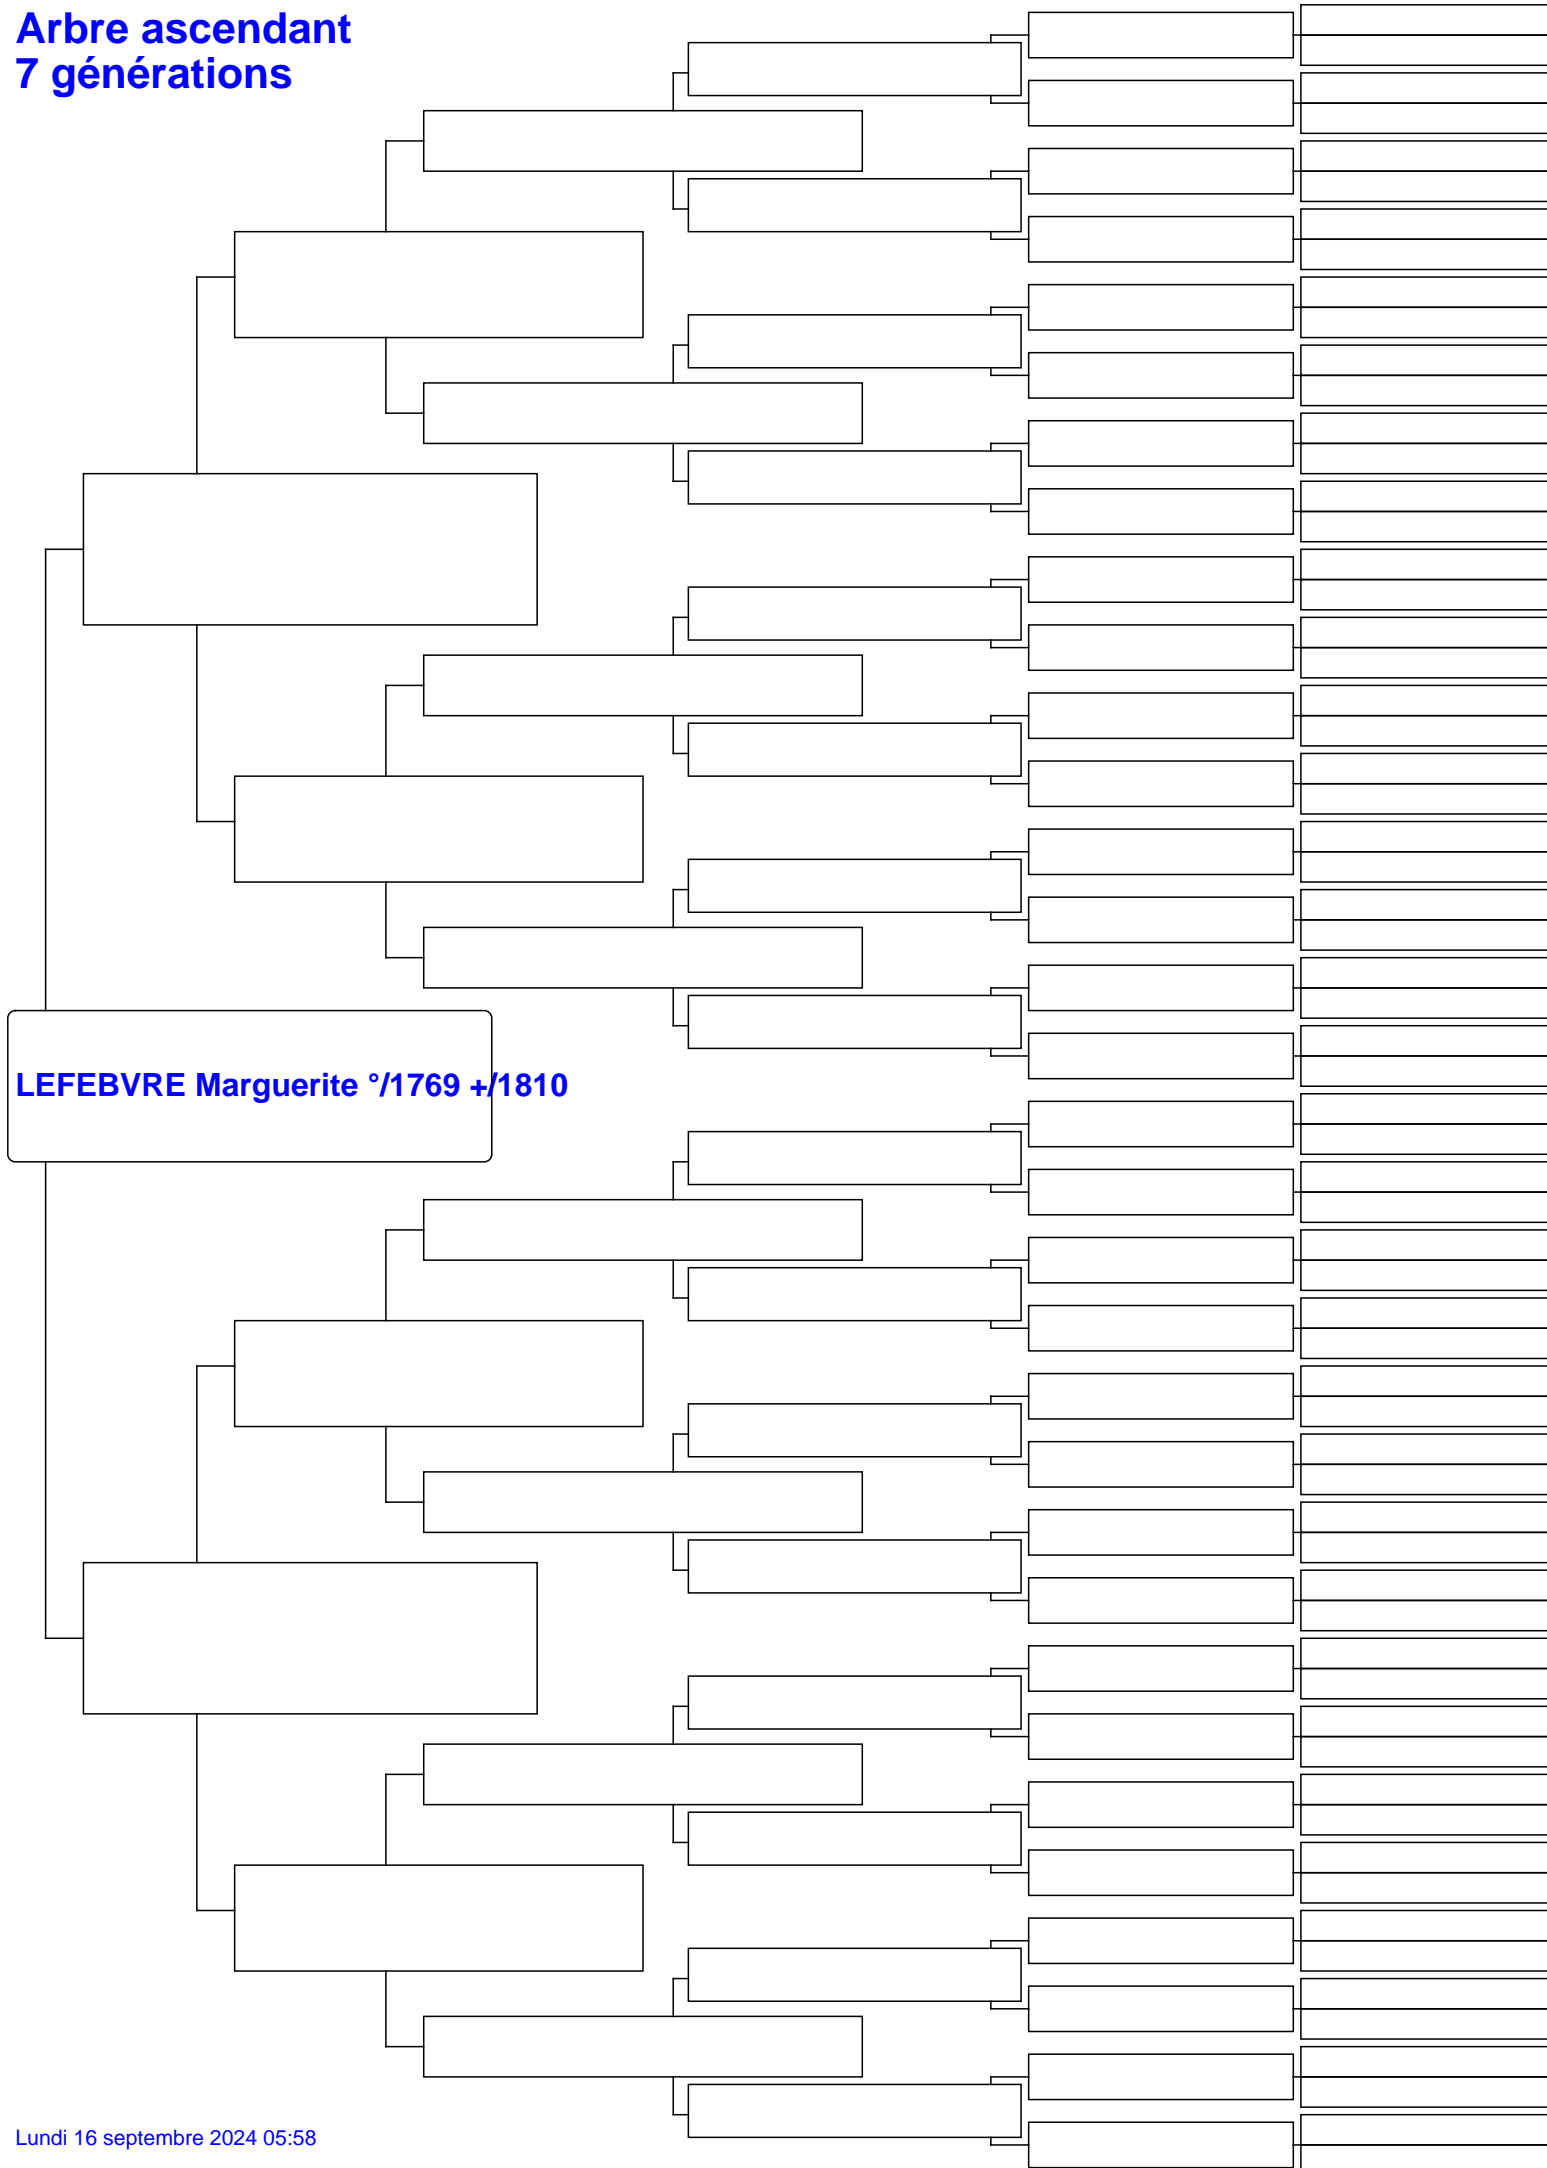 Arbre ascendant
7 générations
LEFEBVRE Marguerite °/1769 +/1810
Lundi 16 septembre 2024 05:58